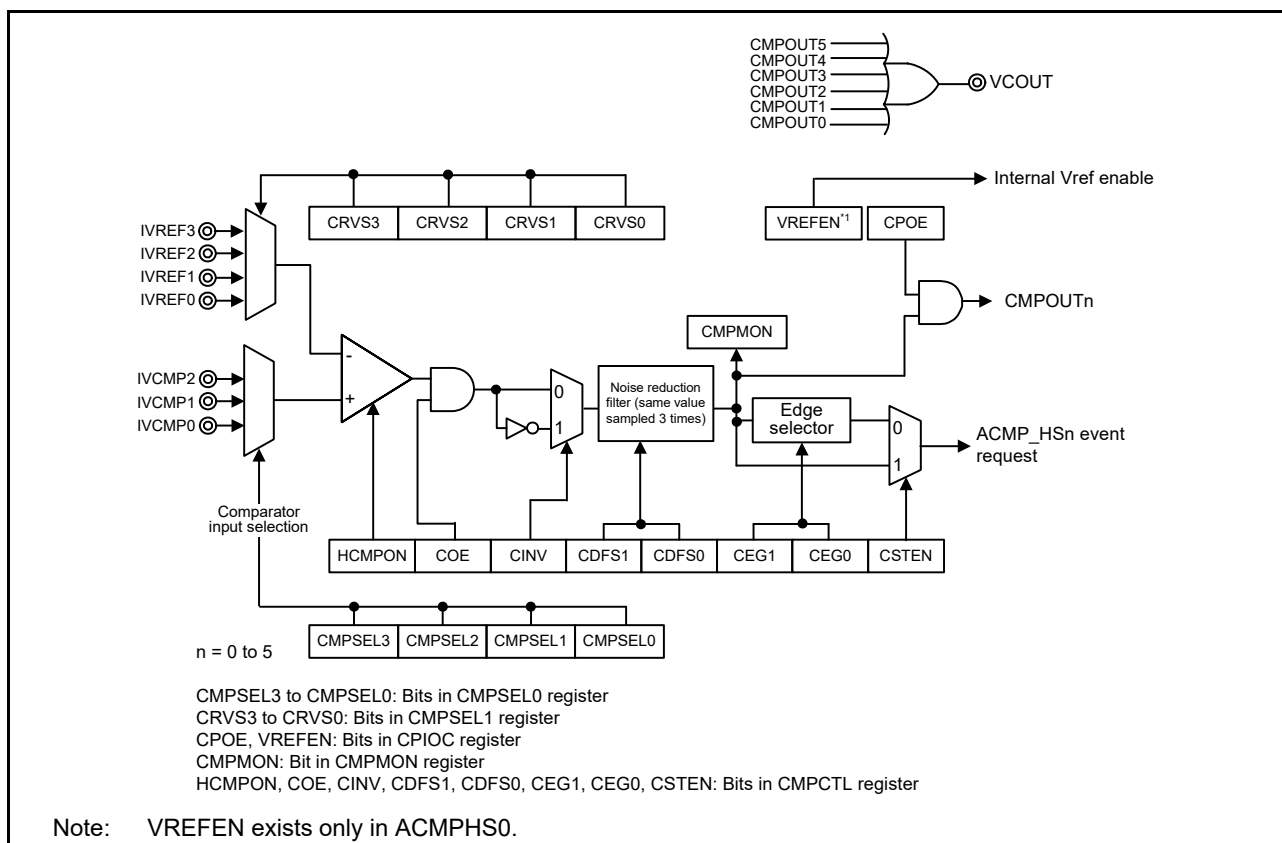 CMPOUT5
CMPOUT4
CMPOUT3
CMPOUT2
CMPOUT1
CMPOUT0
VCOUT
Internal Vref enable
CRVS3 CRVS2 CRVS1 CRVS0
VREFEN*1 CPOE
IVREF3
IVREF2
IVREF1
IVREF0
CMPOUTn
CMPMON
-
+
IVCMP2
IVCMP1
IVCMP0
0
1
Noise reduction
filter (same value
sampled 3 times)
Edge
selector
0
1
ACMP_HSn event
request
Comparator
input selection
HCMPON COE CINV CDFS1 CDFS0 CEG1 CEG0 CSTEN
CMPSEL3 CMPSEL2 CMPSEL1 CMPSEL0
n = 0 to 5
CMPSEL3 to CMPSEL0: Bits in CMPSEL0 register
CRVS3 to CRVS0: Bits in CMPSEL1 register
CPOE, VREFEN: Bits in CPIOC register
CMPMON: Bit in CMPMON register
HCMPON, COE, CINV, CDFS1, CDFS0, CEG1, CEG0, CSTEN: Bits in CMPCTL register
Note: VREFEN exists only in ACMPHS0.